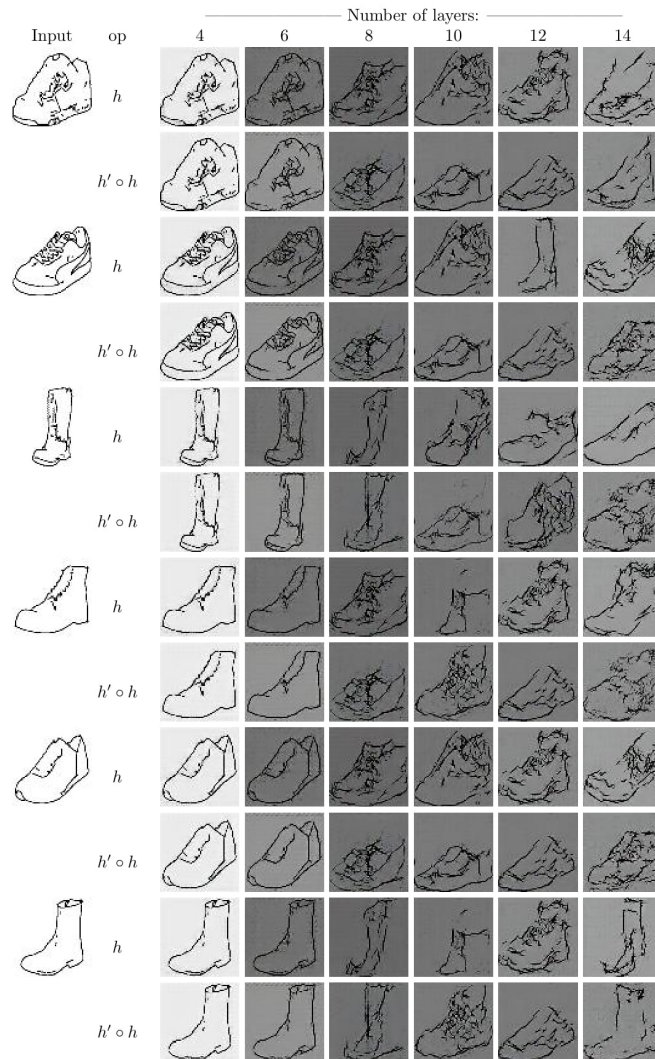 Number of layers:
Input op 4 6 8 10 12 14
h
h′ ∘ h
h
h′ ∘ h
h
h′ ∘ h
h
h′ ∘ h
h
h′ ∘ h
h
h′ ∘ h